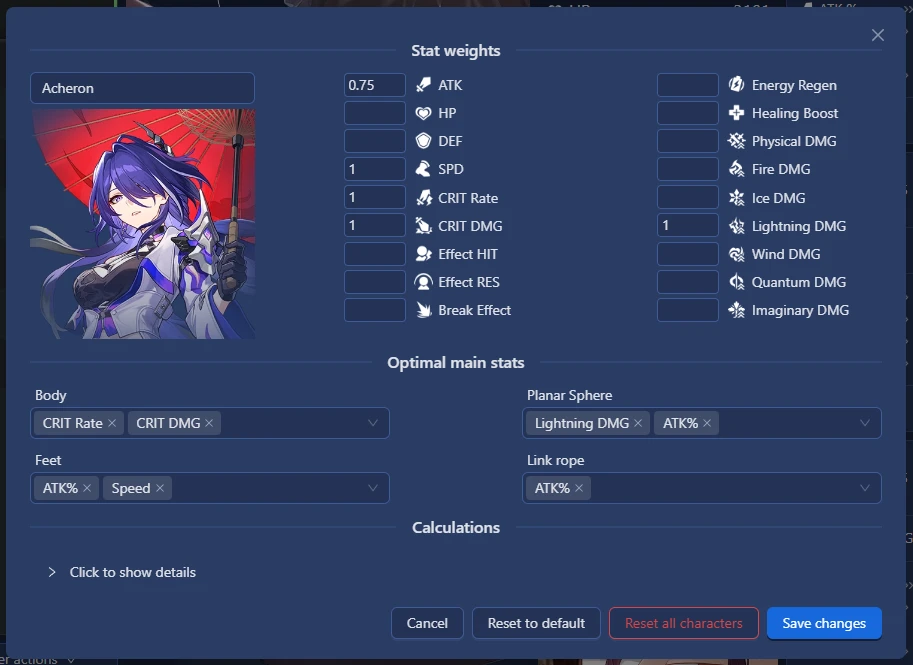 Stat weights
Acheron
0.75 ATK
HP
DEF
1 SPD
1 CRIT Rate
1 CRIT DMG
Effect HIT
Effect RES
Break Effect
Energy Regen
Healing Boost
Physical DMG
Fire DMG
Ice DMG
1 Lightning DMG
Wind DMG
Quantum DMG
Imaginary DMG
Optimal main stats
Body
CRIT Rate CRIT DMG
Planar Sphere
Lightning DMG ATK%
Feet
ATK% Speed
Link rope
ATK%
Calculations
Click to show details
Cancel Reset to default Reset all characters Save changes